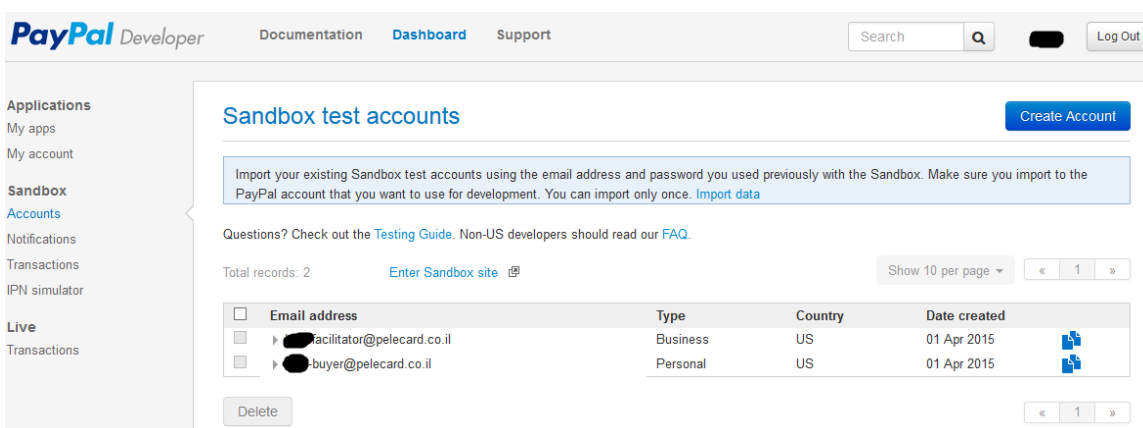 PayPal Developer Documentation Dashboard Support Search Log Out
Applications
My apps
My account
Sandbox
Accounts
Notifications
Transactions
IPN simulator
Live
Transactions
Sandbox test accounts Create Account
Import your existing Sandbox test accounts using the email address and password you used previously with the Sandbox. Make sure you import to the
PayPal account that you want to use for development. You can import only once. Import data
Questions? Check out the Testing Guide. Non-US developers should read our FAQ.
Total records: 2 Enter Sandbox site Show 10 per page « 1 »
Email address Type Country Date created
facilitator@pelecard.co.il Business US 01 Apr 2015
-buyer@pelecard.co.il Personal US 01 Apr 2015
Delete « 1 »